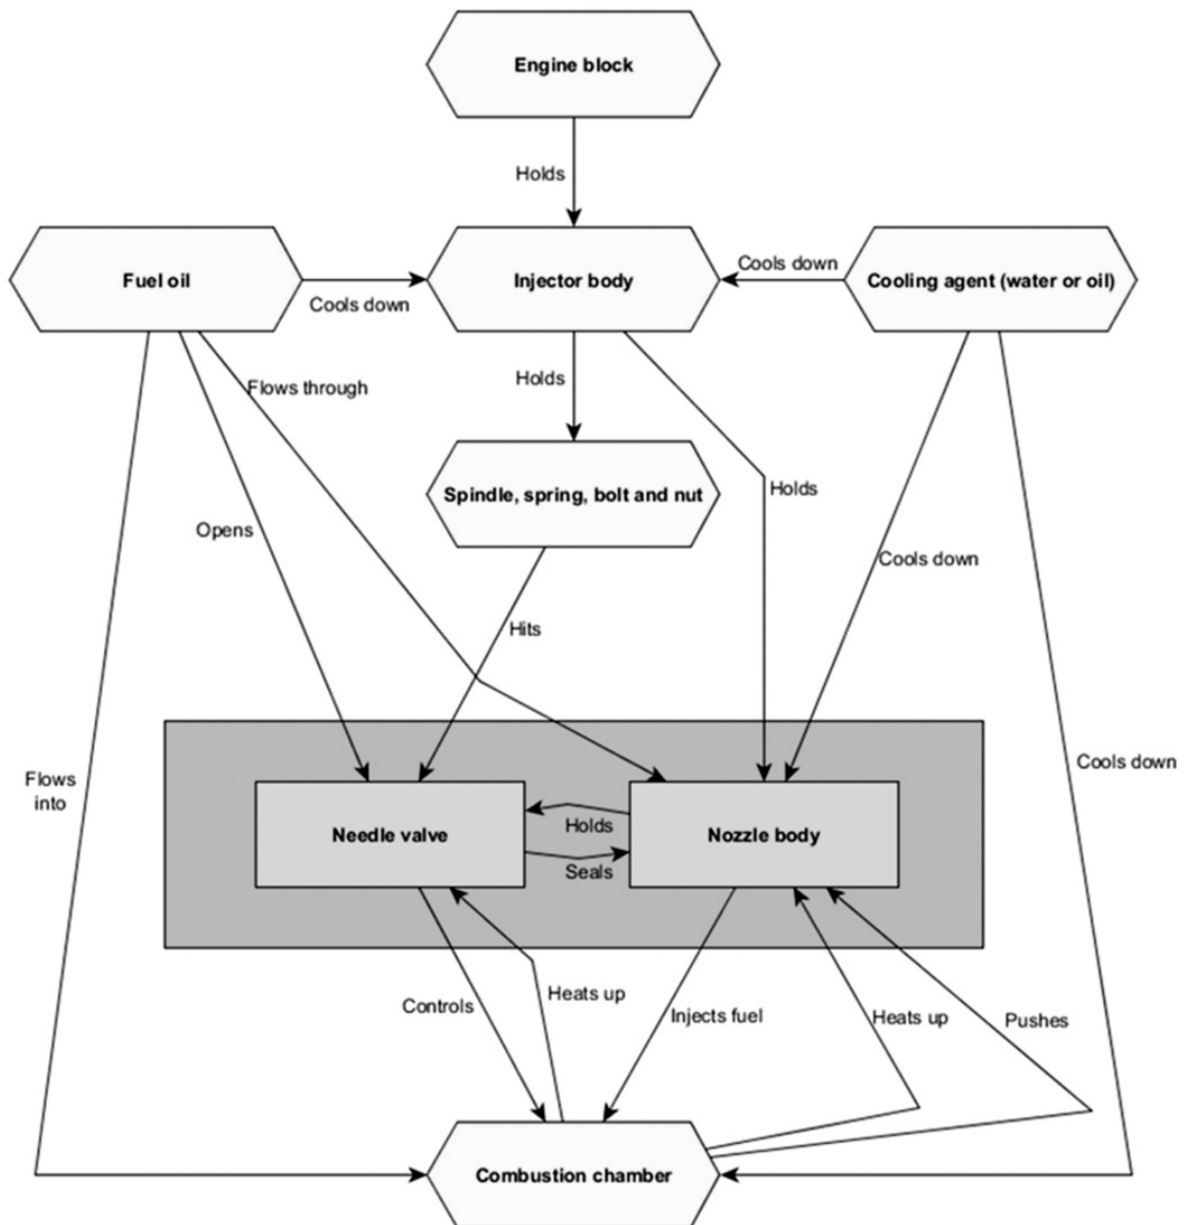 Engine block
Holds
Fuel oil
Cools down
Injector body
Cools down
Cooling agent (water or oil)
Flows through
Holds
Spindle, spring, bolt and nut
Holds
Opens
Cools down
Hits
Flows
into
Cools down
Needle valve
Holds
Seals
Nozzle body
Controls
Heats up
Injects fuel
Heats up
Pushes
Combustion chamber